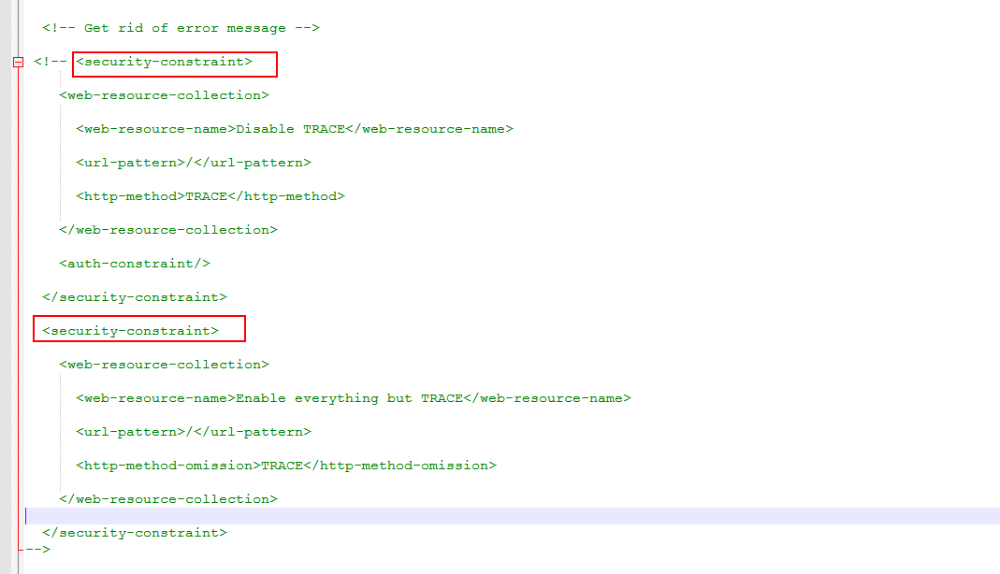 <!-- Get rid of error message -->
<!-- <security-constraint>
<web-resource-collection>
<web-resource-name>Disable TRACE</web-resource-name>
<url-pattern>/</url-pattern>
<http-method>TRACE</http-method>
</web-resource-collection>
<auth-constraint/>
</security-constraint>
<security-constraint>
<web-resource-collection>
<web-resource-name>Enable everything but TRACE</web-resource-name>
<url-pattern>/</url-pattern>
<http-method-omission>TRACE</http-method-omission>
</web-resource-collection>
</security-constraint>
-->